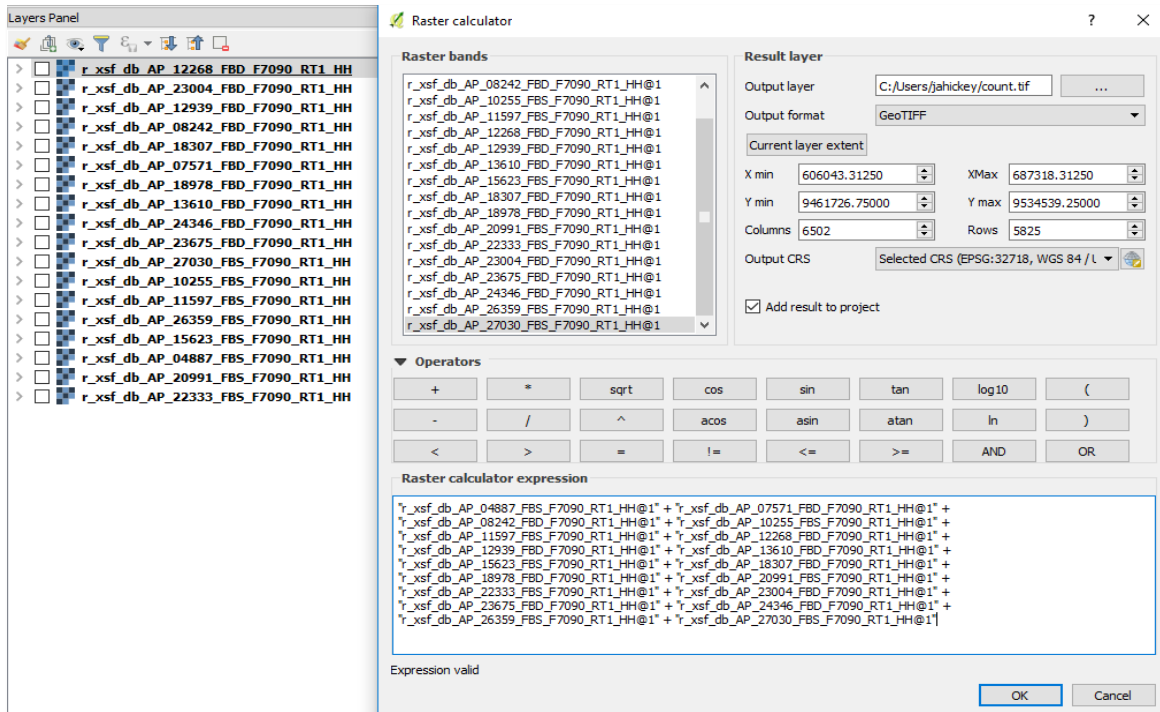 Layers Panel
r_xsf_db_AP_12268_FBD_F7090_RT1_HH
r_xsf_db_AP_23004_FBD_F7090_RT1_HH
r_xsf_db_AP_12939_FBD_F7090_RT1_HH
r_xsf_db_AP_08242_FBD_F7090_RT1_HH
r_xsf_db_AP_18307_FBD_F7090_RT1_HH
r_xsf_db_AP_07571_FBD_F7090_RT1_HH
r_xsf_db_AP_18978_FBD_F7090_RT1_HH
r_xsf_db_AP_13610_FBD_F7090_RT1_HH
r_xsf_db_AP_24346_FBD_F7090_RT1_HH
r_xsf_db_AP_23675_FBD_F7090_RT1_HH
r_xsf_db_AP_27030_FBS_F7090_RT1_HH
r_xsf_db_AP_10255_FBS_F7090_RT1_HH
r_xsf_db_AP_11597_FBS_F7090_RT1_HH
r_xsf_db_AP_26359_FBS_F7090_RT1_HH
r_xsf_db_AP_15623_FBS_F7090_RT1_HH
r_xsf_db_AP_04887_FBS_F7090_RT1_HH
r_xsf_db_AP_20991_FBS_F7090_RT1_HH
r_xsf_db_AP_22333_FBS_F7090_RT1_HH
Raster calculator
Raster bands
r_xsf_db_AP_08242_FBD_F7090_RT1_HH@1
r_xsf_db_AP_10255_FBS_F7090_RT1_HH@1
r_xsf_db_AP_11597_FBS_F7090_RT1_HH@1
r_xsf_db_AP_12268_FBD_F7090_RT1_HH@1
r_xsf_db_AP_12939_FBD_F7090_RT1_HH@1
r_xsf_db_AP_13610_FBD_F7090_RT1_HH@1
r_xsf_db_AP_15623_FBS_F7090_RT1_HH@1
r_xsf_db_AP_18307_FBD_F7090_RT1_HH@1
r_xsf_db_AP_18978_FBD_F7090_RT1_HH@1
r_xsf_db_AP_20991_FBS_F7090_RT1_HH@1
r_xsf_db_AP_22333_FBS_F7090_RT1_HH@1
r_xsf_db_AP_23004_FBD_F7090_RT1_HH@1
r_xsf_db_AP_23675_FBD_F7090_RT1_HH@1
r_xsf_db_AP_24346_FBD_F7090_RT1_HH@1
r_xsf_db_AP_26359_FBS_F7090_RT1_HH@1
r_xsf_db_AP_27030_FBS_F7090_RT1_HH@1
Result layer
Output layer C:/Users/jahickey/count.tif ...
Output format GeoTIFF
Current layer extent
X min 606043.31250 XMax 687318.31250
Y min 9461726.75000 Y max 9534539.25000
Columns 6502 Rows 5825
Output CRS Selected CRS (EPSG:32718, WGS 84 / U
Add result to project
Operators
+ * sqrt cos sin tan log10 (
- / ^ acos asin atan ln )
< > = != <= >= AND OR
Raster calculator expression
"r_xsf_db_AP_04887_FBS_F7090_RT1_HH@1" + "r_xsf_db_AP_07571_FBD_F7090_RT1_HH@1" +
"r_xsf_db_AP_08242_FBD_F7090_RT1_HH@1" + "r_xsf_db_AP_10255_FBS_F7090_RT1_HH@1" +
"r_xsf_db_AP_11597_FBS_F7090_RT1_HH@1" + "r_xsf_db_AP_12268_FBD_F7090_RT1_HH@1" +
"r_xsf_db_AP_12939_FBD_F7090_RT1_HH@1" + "r_xsf_db_AP_13610_FBD_F7090_RT1_HH@1" +
"r_xsf_db_AP_15623_FBS_F7090_RT1_HH@1" + "r_xsf_db_AP_18307_FBD_F7090_RT1_HH@1" +
"r_xsf_db_AP_18978_FBD_F7090_RT1_HH@1" + "r_xsf_db_AP_20991_FBS_F7090_RT1_HH@1" +
"r_xsf_db_AP_22333_FBS_F7090_RT1_HH@1" + "r_xsf_db_AP_23004_FBD_F7090_RT1_HH@1" +
"r_xsf_db_AP_23675_FBD_F7090_RT1_HH@1" + "r_xsf_db_AP_24346_FBD_F7090_RT1_HH@1" +
"r_xsf_db_AP_26359_FBS_F7090_RT1_HH@1" + "r_xsf_db_AP_27030_FBS_F7090_RT1_HH@1"
Expression valid
OK Cancel